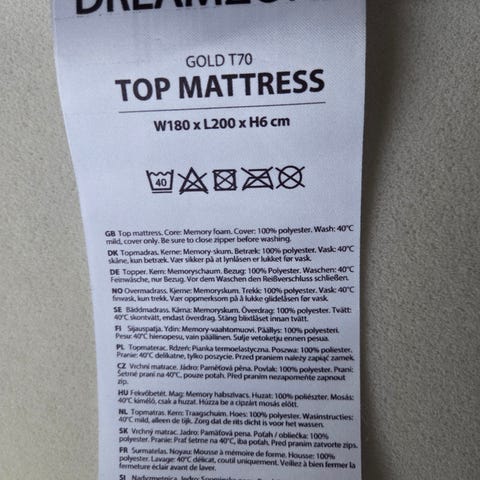 GOLD T70
TOP MATTRESS
W180 x L200 x H6 cm
40
GB Top mattress. Core: Memory foam. Cover: 100% polyester. Wash: 40°C
mild, cover only. Be sure to close zipper before washing.
DK Topmadras. Kerne: Memory-skum. Betræk: 100% Polyester. Vask: 40°C
skåne, kun betræk. Vær sikker på at lynlåsen er lukket før vask.
DE Topper. Kern: Memoryschaum. Bezug: 100% Polyester. Waschen: 40°C
Feinwäsche, nur Bezug. Vor dem Waschen den Reißverschluss schließen.
NO Overmadrass. Kjerne: Memoryskum. Trekk: 100% Polyester. Vask: 40°C
finvask, kun trekk. Vær oppmerksom på å lukke glidelåsen før vask.
SE Bäddmadrass. Kärna: Memoryskum. Överdrag: 100% Polyester. Tvätt:
40°C skontvätt, endast överdrag. Stäng blixtlåset innan tvätt.
FI Sijauspatja. Ydin: Memory-vaahtomuovi. Päällys: 100% polyesteri.
Pesu: 40°C hienopesu, vain päällinen. Sulje vetoketju ennen pesua.
PL Topmaterac. Rdzeń: Pianka termoelastyczna. Poszwa: 100% poliester.
Pranie: 40°C delikatne, tylko poszycie. Przed praniem należy zapiąć zamek.
CZ Vrchní matrace. Jádro: Paměťová pěna. Povlak: 100% polyester. Praní:
Šetrné praní na 40°C, pouze potah. Před praním nezapomeňte zapnout
zip.
HU Fekvőbetét. Mag: Memory habszivacs. Huzat: 100% poliészter. Mosás:
40°C kímélő, csak a huzat. Húzza be a cipzárt mosás előtt.
NL Topmatras. Kern: Traagschuim. Hoes: 100% polyester. Wasinstructies:
40°C mild, alleen de tijk. Zorg dat de rits dicht is voor het wassen.
SK Vrchný matrac. Jadro: Pamäťová pena. Poťah / obliečka: 100%
polyester. Pranie: Prať šetrne na 40°C, iba poťah. Pred praním zatvorte zips.
FR Surmatelas. Noyau: Mousse à mémoire de forme. Housse: 100%
polyester. Lavage: 40°C délicat, coutil uniquement. Veillez à bien fermer la
fermeture éclair avant de laver.